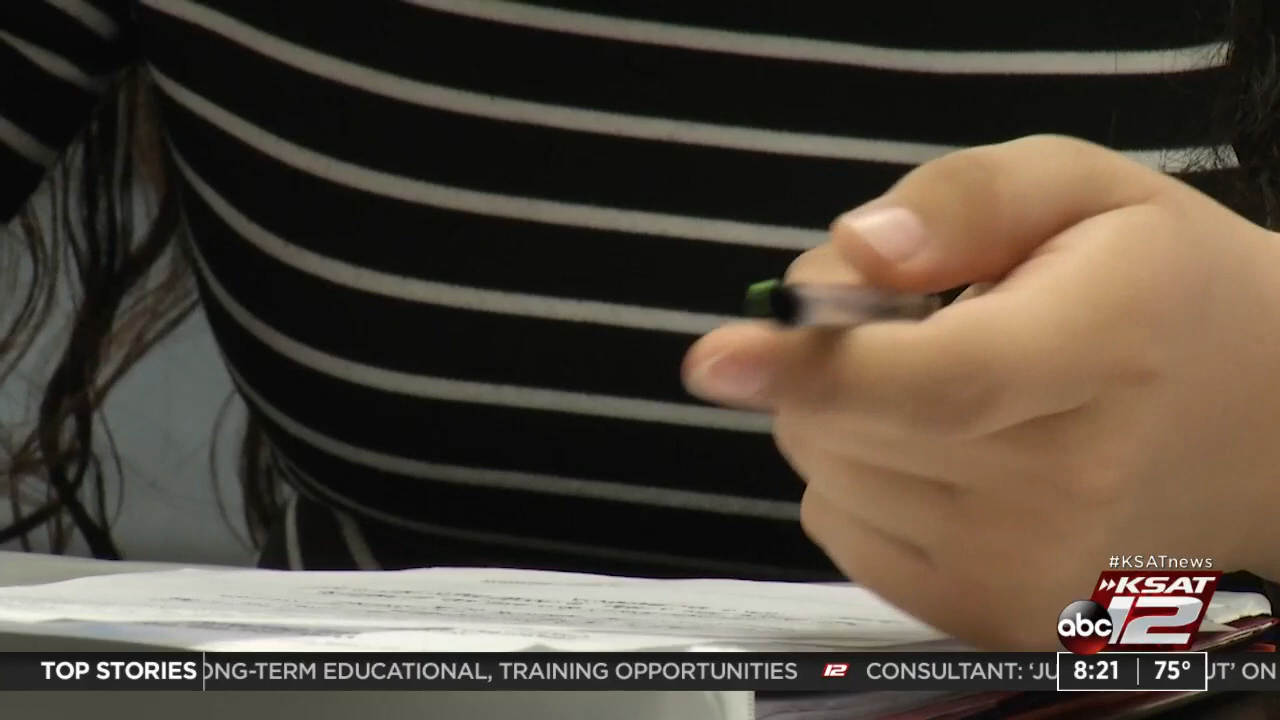 #KSATnews
KSAT
abc 12
TOP STORIES ONG-TERM EDUCATIONAL, TRAINING OPPORTUNITIES 12 CONSULTANT: ‘JU 8:21 75° UT’ ON